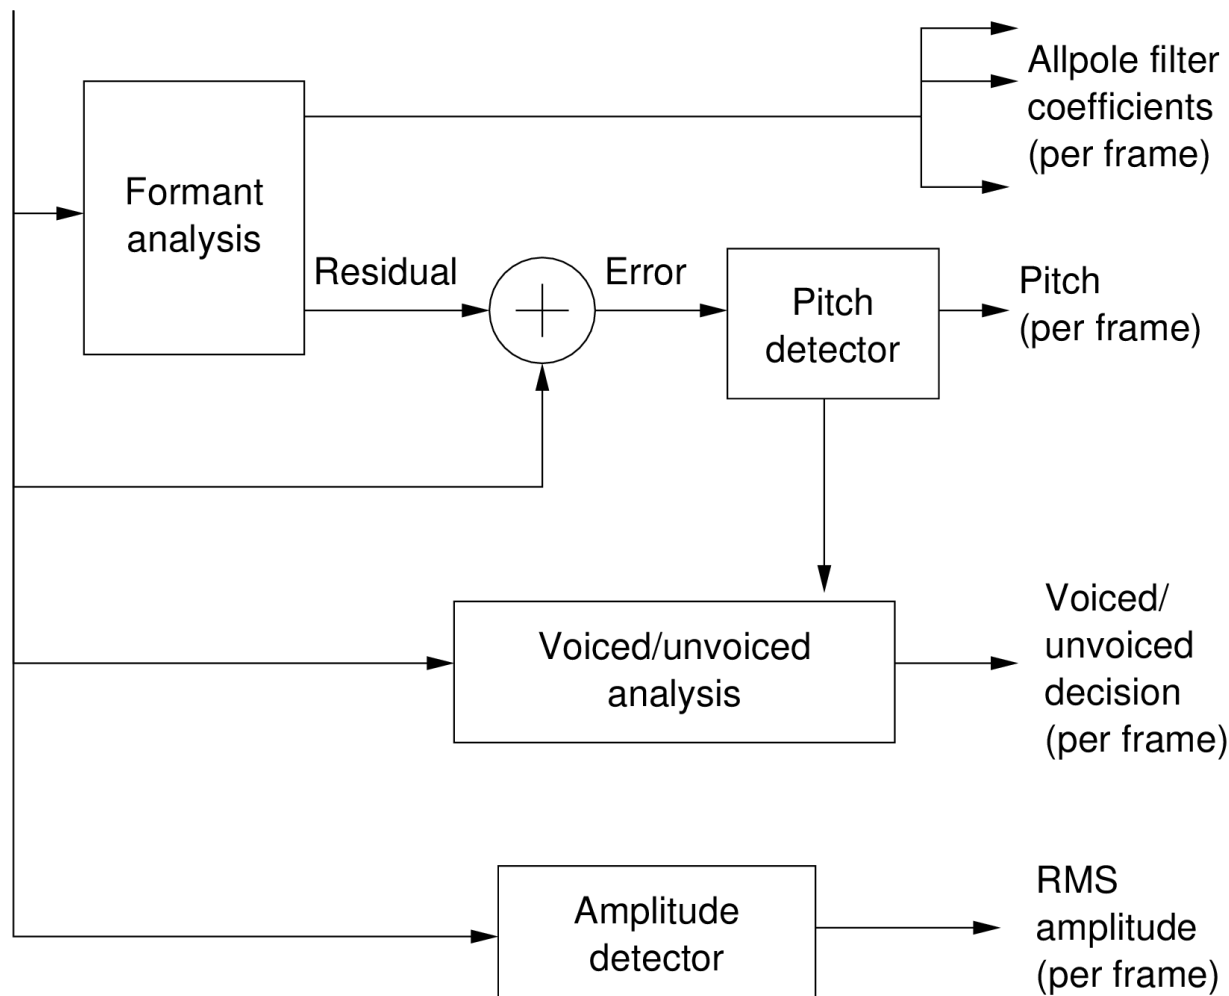 Allpole filter
coefficients
(per frame)
Formant
analysis
Residual
Error
Pitch
detector
Pitch
(per frame)
Voiced/unvoiced
analysis
Voiced/
unvoiced
decision
(per frame)
Amplitude
detector
RMS
amplitude
(per frame)